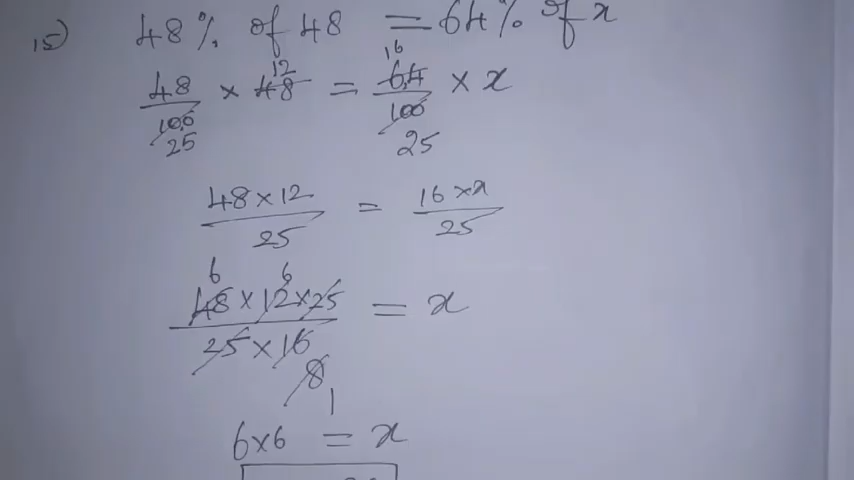 15) 48% of 48 = 64% of x
12 16
48/100 × 48 = 64/100 × x
25 25
48×12/25 = 16×x/25
6 6
48×12×25/25×16 = x
8
1
6×6 = x